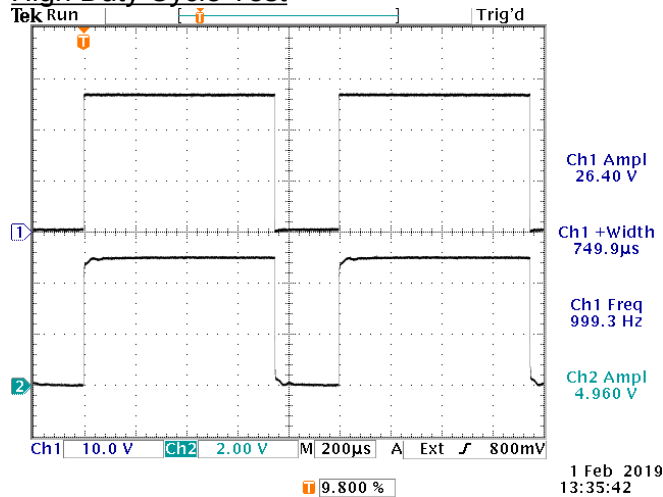 High Duty Cycle Test
Tek Run
Trig'd
T
T
Ch1 Ampl
26.40 V
1
Ch1 +Width
749.9µs
Ch1 Freq
999.3 Hz
2
Ch2 Ampl
4.960 V
Ch1 10.0 V Ch2 2.00 V M 200µs A Ext ʃ 800mV
T 9.800 %
1 Feb 2019
13:35:42